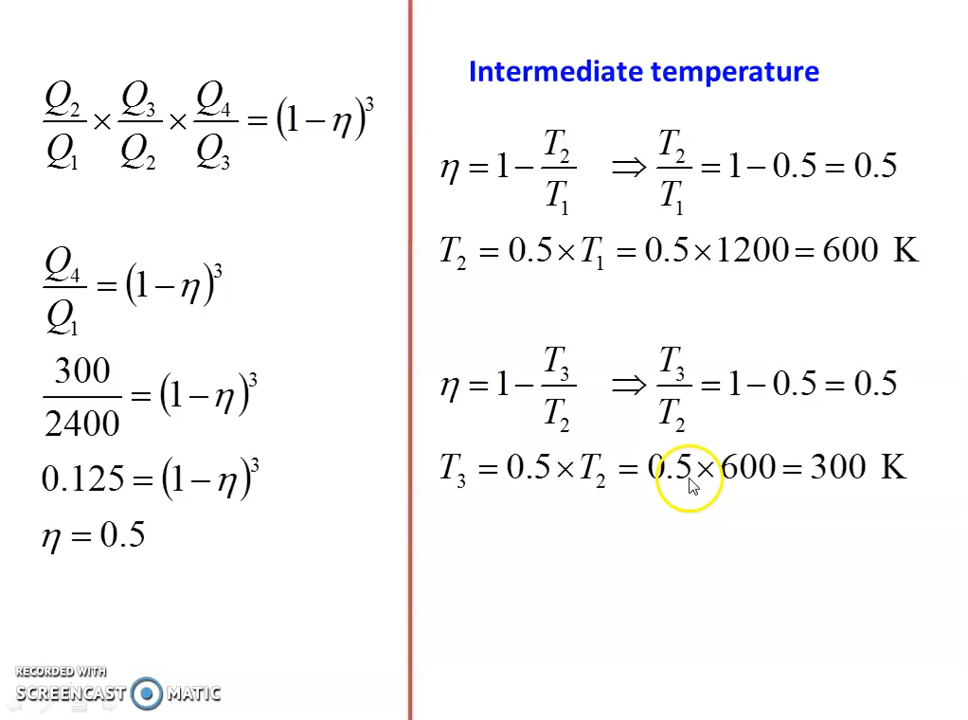 Q₂/Q₁ × Q₃/Q₂ × Q₄/Q₃ = (1 − η)³
Q₄/Q₁ = (1 − η)³
300/2400 = (1 − η)³
0.125 = (1 − η)³
η = 0.5
Intermediate temperature
η = 1 − T₂/T₁ ⇒ T₂/T₁ = 1 − 0.5 = 0.5
T₂ = 0.5 × T₁ = 0.5 × 1200 = 600 K
η = 1 − T₃/T₂ ⇒ T₃/T₂ = 1 − 0.5 = 0.5
T₃ = 0.5 × T₂ = 0.5 × 600 = 300 K
RECORDED WITH
SCREENCAST MATIC